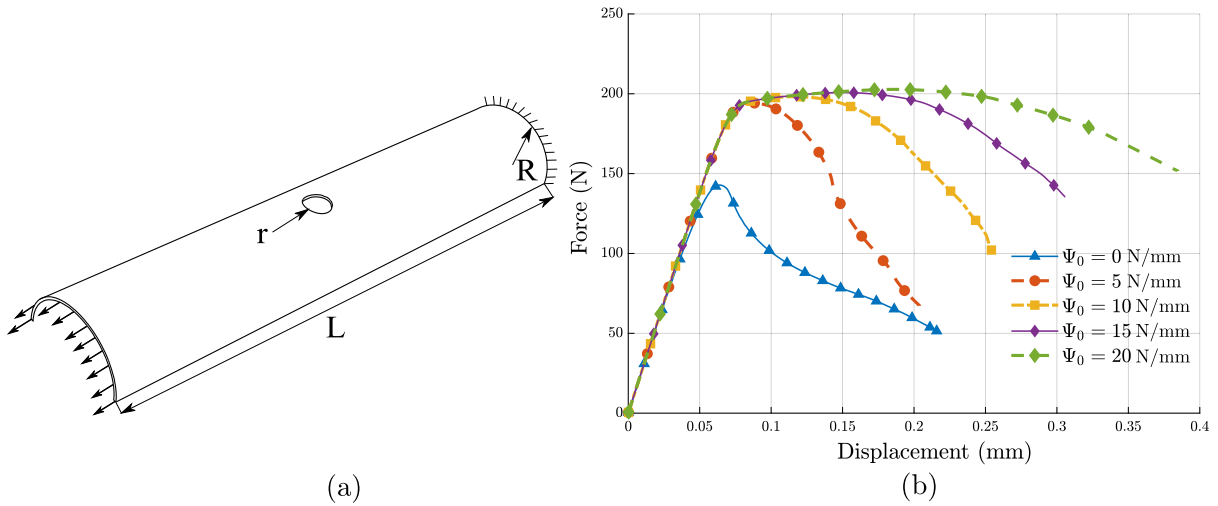 R
r
L
(a)
250
200
150
100
50
0
Force (N)
0 0.05 0.1 0.15 0.2 0.25 0.3 0.35 0.4
Displacement (mm)
Ψ₀ = 0 N/mm
Ψ₀ = 5 N/mm
Ψ₀ = 10 N/mm
Ψ₀ = 15 N/mm
Ψ₀ = 20 N/mm
(b)